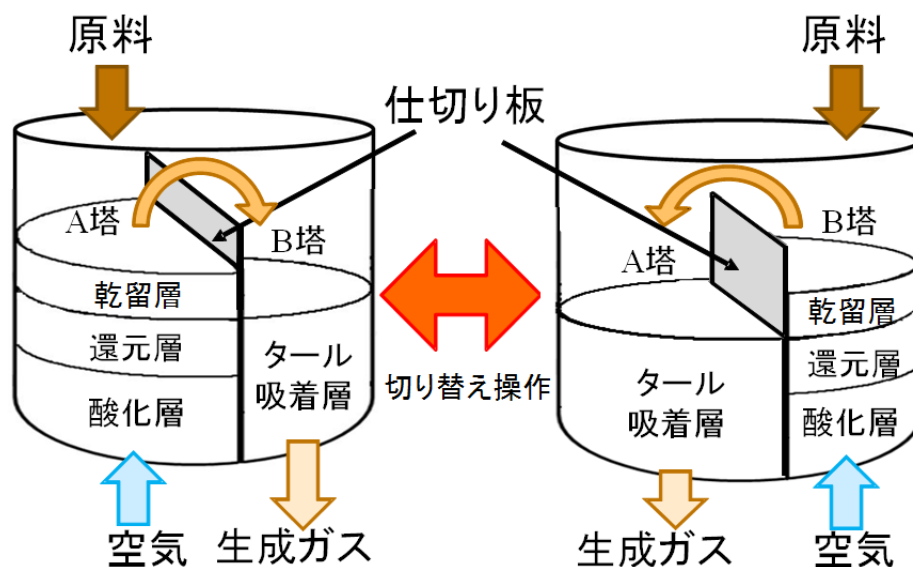 原料
原料
仕切り板
A塔
B塔
乾留層
還元層
酸化層
タール
吸着層
空気
生成ガス
切り替え操作
A塔
B塔
乾留層
還元層
酸化層
タール
吸着層
生成ガス
空気